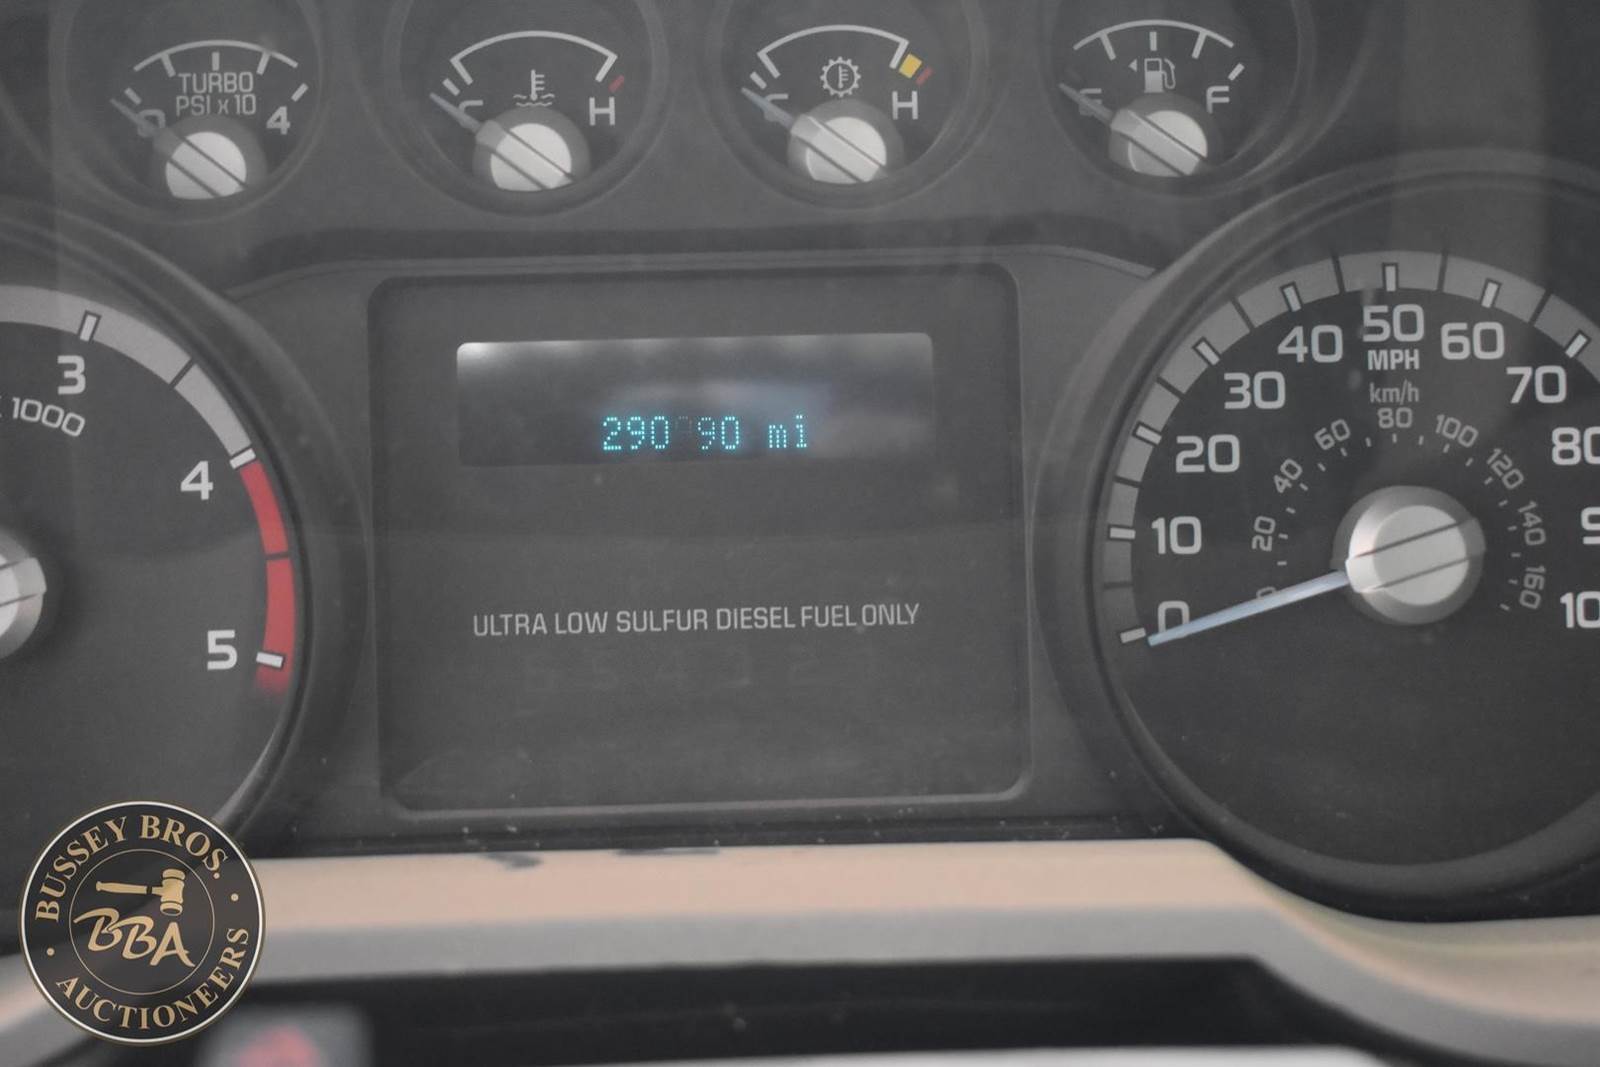 TURBO
PSI x 10
0 4
C H
C H
E F
3
x 1000
4
5
290 90 mi
ULTRA LOW SULFUR DIESEL FUEL ONLY
0 10 20 30 40 50 60 70 80
MPH
km/h
0 20 40 60 80 100 120 140 160
BUSSEY BROS.
BBA
AUCTIONEERS